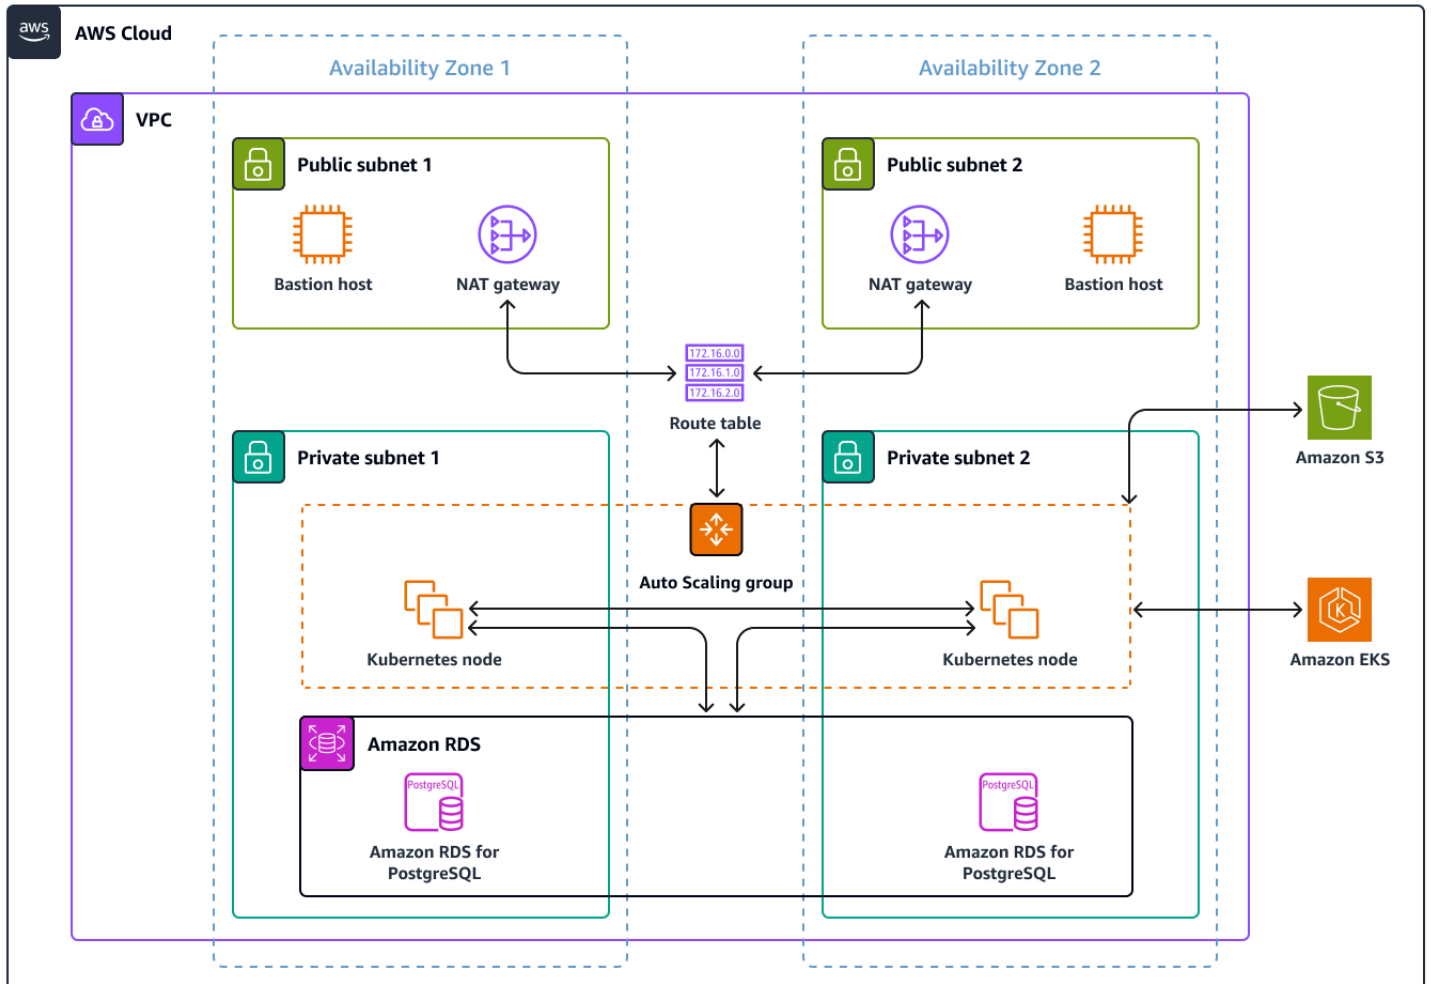 aws
AWS Cloud
Availability Zone 1
Availability Zone 2
VPC
Public subnet 1
Public subnet 2
Bastion host
NAT gateway
NAT gateway
Bastion host
172.16.0.0
172.16.1.0
172.16.2.0
Route table
Private subnet 1
Private subnet 2
Amazon S3
Auto Scaling group
Kubernetes node
Kubernetes node
K
Amazon EKS
Amazon RDS
PostgreSQL
PostgreSQL
Amazon RDS for
PostgreSQL
Amazon RDS for
PostgreSQL